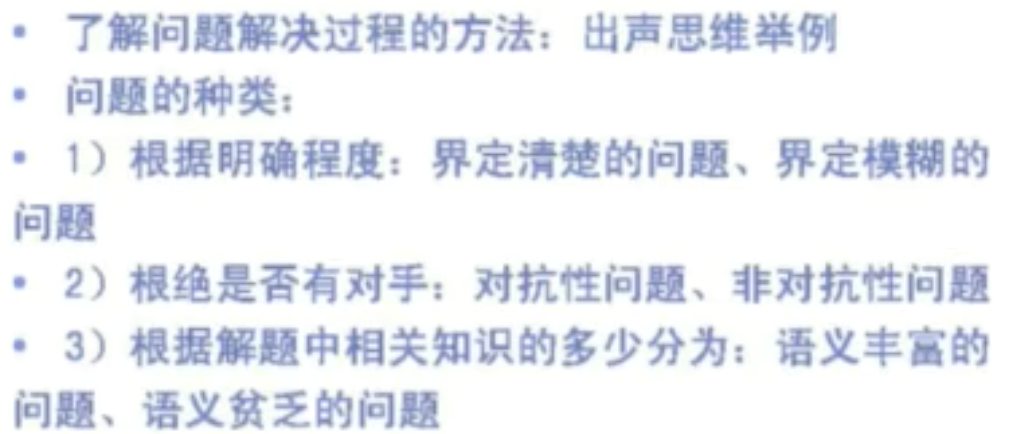 • 了解问题解决过程的方法：出声思维举例
• 问题的种类：
• 1）根据明确程度：界定清楚的问题、界定模糊的
问题
• 2）根绝是否有对手：对抗性问题、非对抗性问题
• 3）根据解题中相关知识的多少分为：语义丰富的
问题、语义贫乏的问题